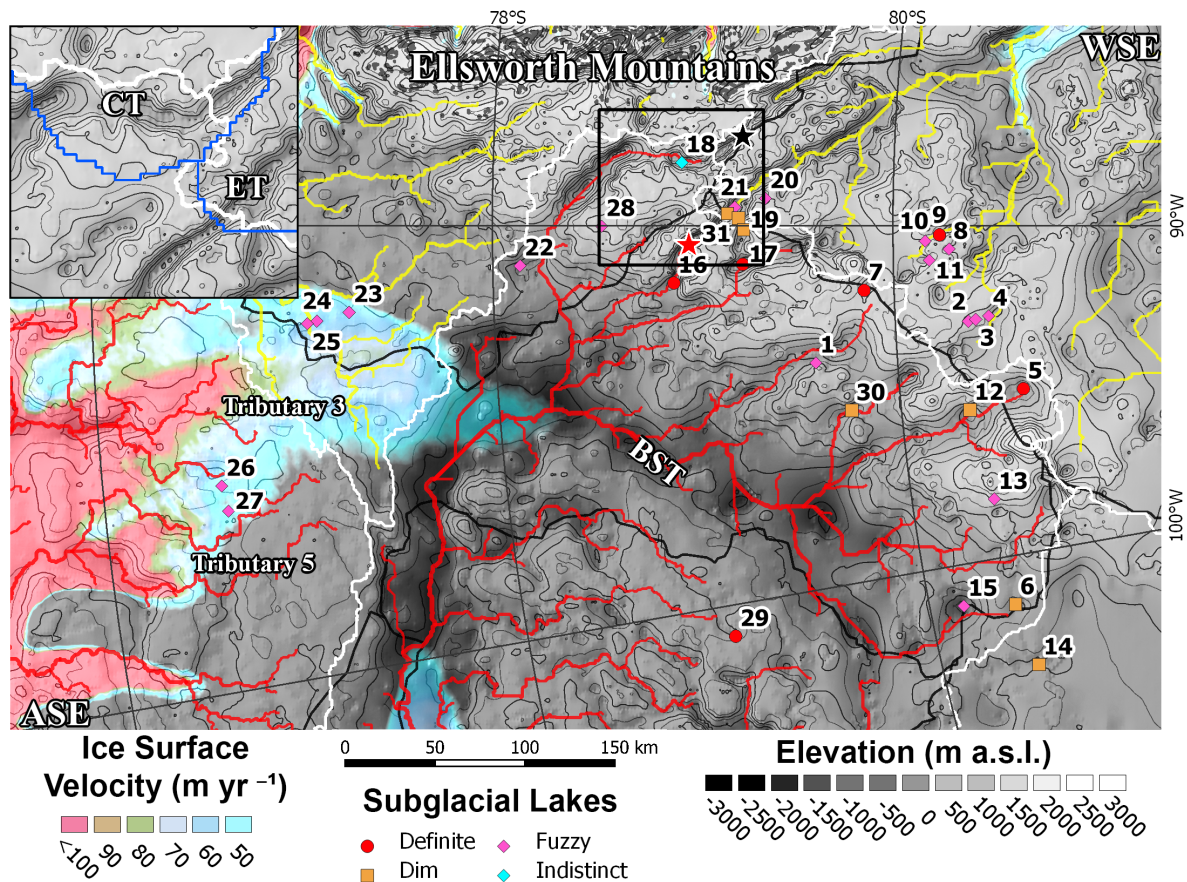 78°S
80°S
WSE
Ellsworth Mountains
CT
ET
18
21
20
28
19
31
22
17
16
10
9
8
11
90°W
7
24
23
25
2
4
3
1
5
30
12
Tributary 3
BST
26
27
13
100°W
Tributary 5
15
6
29
14
ASE
Ice Surface
Velocity (m yr ⁻¹)
<100
90
80
70
60
50
0 50 100 150 km
Subglacial Lakes
Definite
Fuzzy
Dim
Indistinct
Elevation (m a.s.l.)
-3000
-2500
-2000
-1500
-1000
-500
0
500
1000
1500
2000
2500
3000